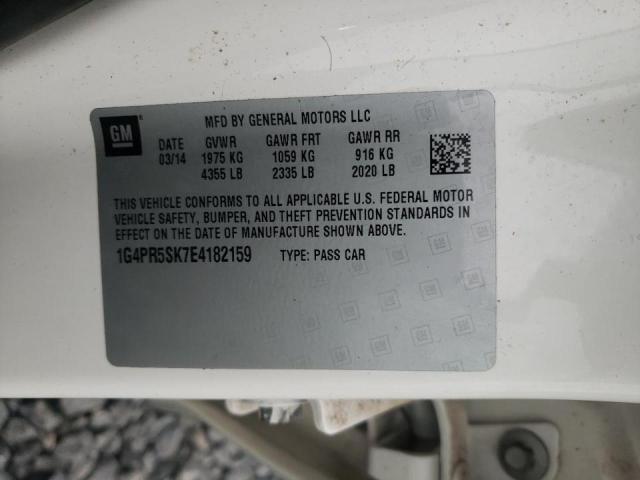 GM
MFD BY GENERAL MOTORS LLC
DATE GVWR GAWR FRT GAWR RR
03/14 1975 KG 1059 KG 916 KG
4355 LB 2335 LB 2020 LB
THIS VEHICLE CONFORMS TO ALL APPLICABLE U.S. FEDERAL MOTOR
VEHICLE SAFETY, BUMPER, AND THEFT PREVENTION STANDARDS IN
EFFECT ON THE DATE OF MANUFACTURE SHOWN ABOVE.
1G4PR5SK7E4182159 TYPE: PASS CAR